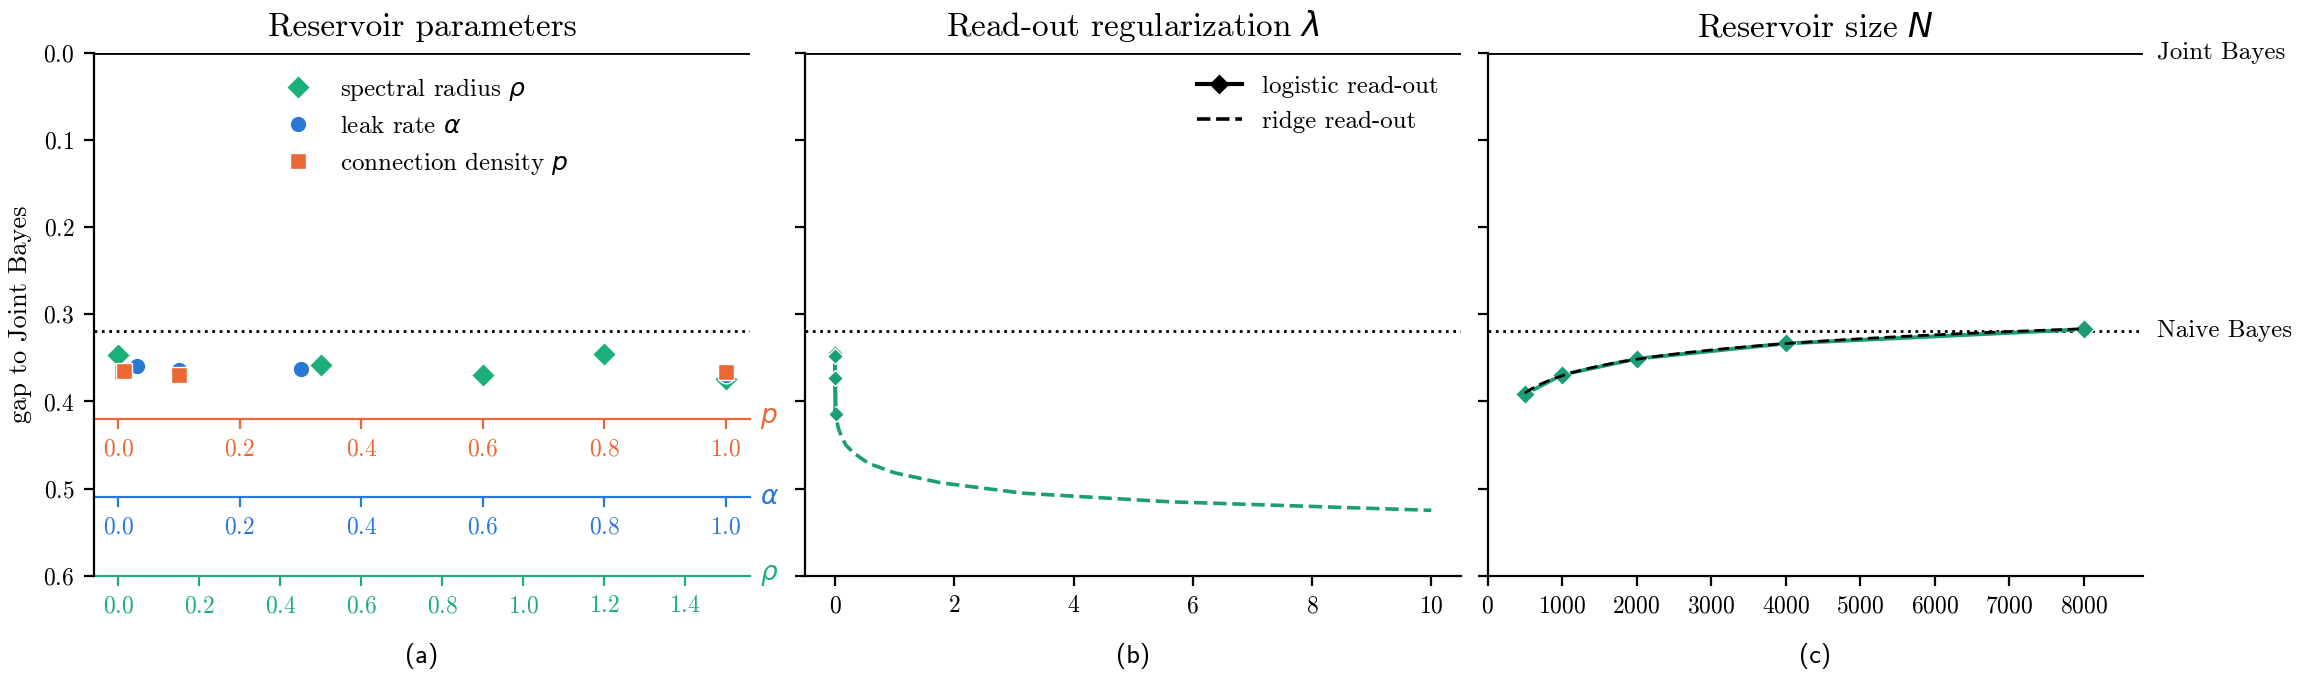 Reservoir parameters
gap to Joint Bayes
0.0
0.1
0.2
0.3
0.4
0.5
0.6
spectral radius ρ
leak rate α
connection density p
0.0 0.2 0.4 0.6 0.8 1.0 p
0.0 0.2 0.4 0.6 0.8 1.0 α
0.0 0.2 0.4 0.6 0.8 1.0 1.2 1.4 ρ
(a)
Read-out regularization λ
logistic read-out
ridge read-out
0 2 4 6 8 10
(b)
Reservoir size N
Joint Bayes
Naive Bayes
0 1000 2000 3000 4000 5000 6000 7000 8000
(c)